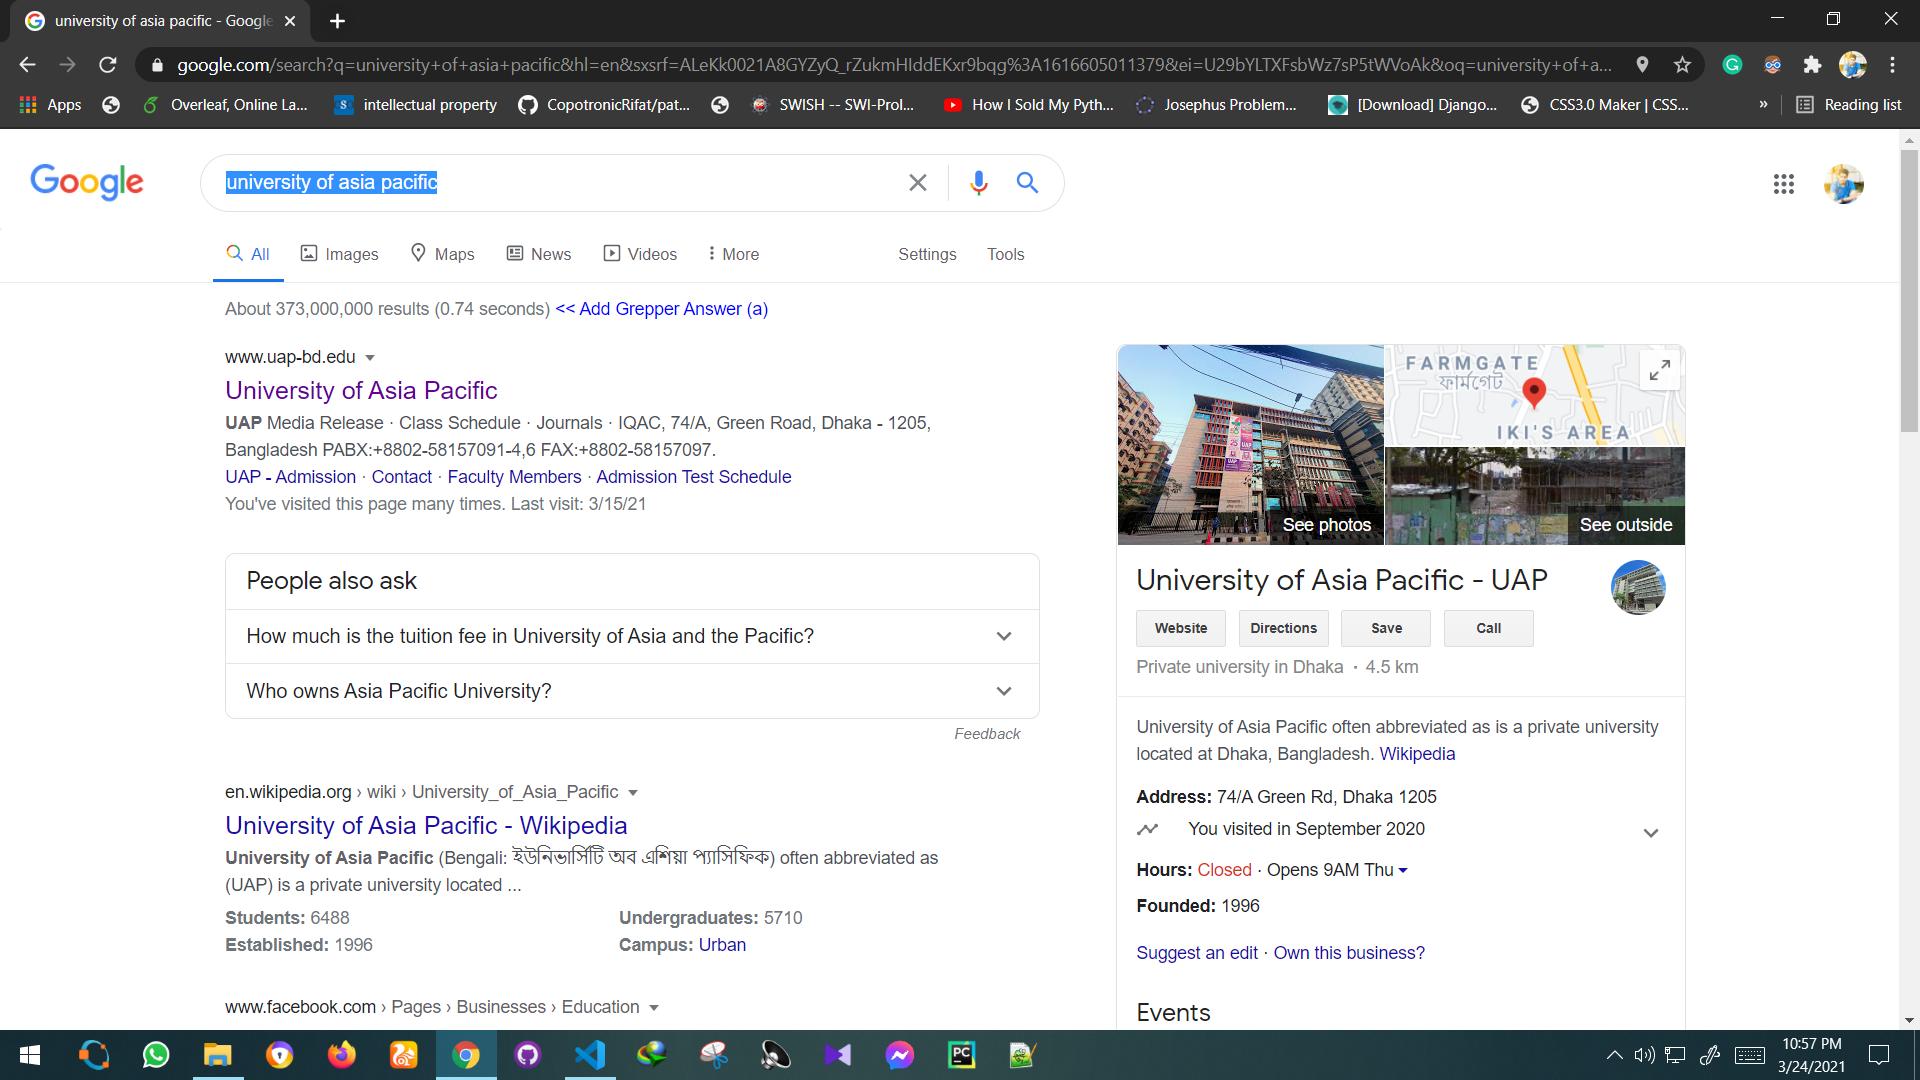 university of asia pacific - Google
google.com/search?q=university+of+asia+pacific&hl=en&sxsrf=ALeKk0021A8GYZyQ_rZukmHIddEKxr9bqg%3A1616605011379&ei=U29bYLTXFsbWz7sP5tWVoAk&oq=university+of+a...
Apps Overleaf, Online La... intellectual property CopotronicRifat/pat... SWISH -- SWI-Prol... How I Sold My Pyth... Josephus Problem... [Download] Django... CSS3.0 Maker | CSS... » Reading list
Google university of asia pacific
All Images Maps News Videos More Settings Tools
About 373,000,000 results (0.74 seconds) << Add Grepper Answer (a)
www.uap-bd.edu
University of Asia Pacific
UAP Media Release · Class Schedule · Journals · IQAC, 74/A, Green Road, Dhaka - 1205,
Bangladesh PABX:+8802-58157091-4,6 FAX:+8802-58157097.
UAP - Admission · Contact · Faculty Members · Admission Test Schedule
You've visited this page many times. Last visit: 3/15/21
People also ask
How much is the tuition fee in University of Asia and the Pacific?
Who owns Asia Pacific University?
Feedback
en.wikipedia.org › wiki › University_of_Asia_Pacific
University of Asia Pacific - Wikipedia
University of Asia Pacific (Bengali: ইউনিভার্সিটি অব এশিয়া প্যাসিফিক) often abbreviated as
(UAP) is a private university located ...
Students: 6488 Undergraduates: 5710
Established: 1996 Campus: Urban
www.facebook.com › Pages › Businesses › Education
FARMGATE
ফার্মগেট
IKI'S AREA
See photos
See outside
University of Asia Pacific - UAP
Website Directions Save Call
Private university in Dhaka · 4.5 km
University of Asia Pacific often abbreviated as is a private university
located at Dhaka, Bangladesh. Wikipedia
Address: 74/A Green Rd, Dhaka 1205
You visited in September 2020
Hours: Closed · Opens 9AM Thu
Founded: 1996
Suggest an edit · Own this business?
Events
PC
10:57 PM
3/24/2021